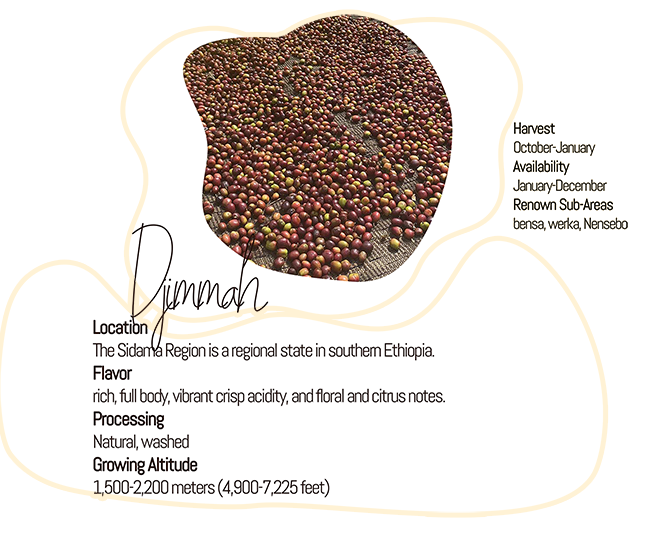 Harvest
October-January
Availability
January-December
Renown Sub-Areas
bensa, werka, Nensebo
Djimmah
Location
The Sidama Region is a regional state in southern Ethiopia.
Flavor
rich, full body, vibrant crisp acidity, and floral and citrus notes.
Processing
Natural, washed
Growing Altitude
1,500-2,200 meters (4,900-7,225 feet)